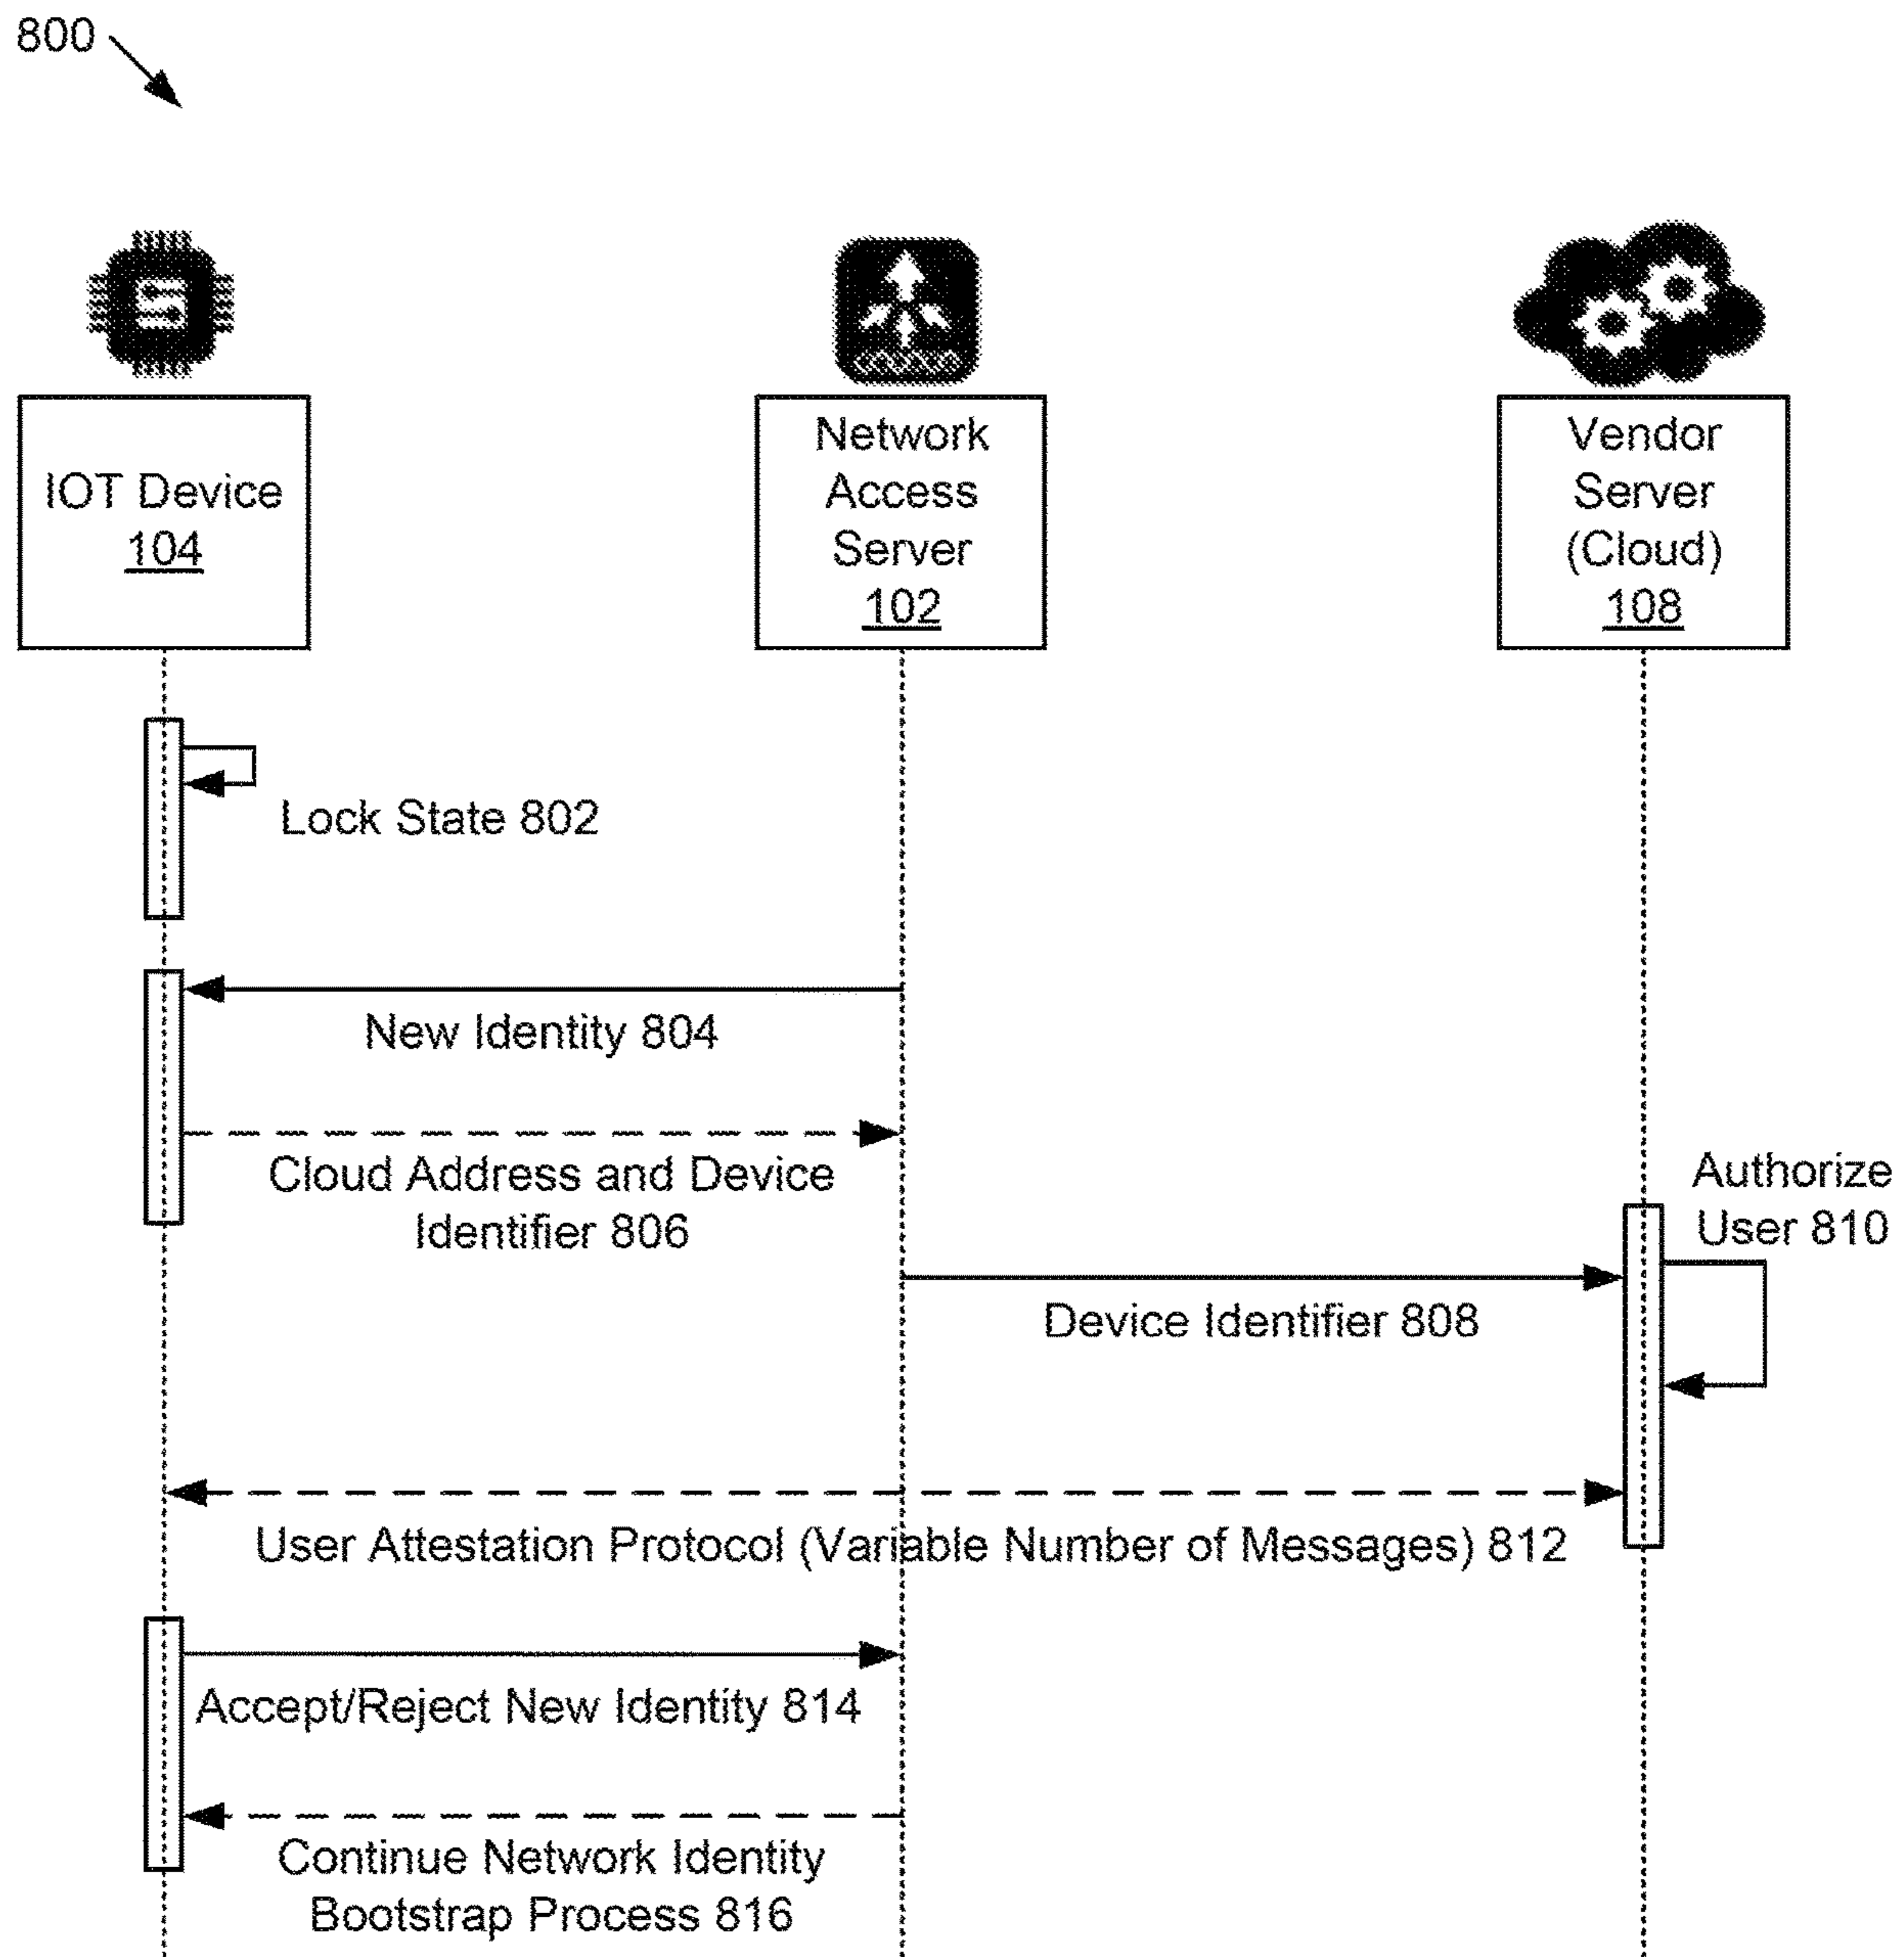 800
IOT Device
104
Network
Access
Server
102
Vendor
Server
(Cloud)
108
Lock State 802
New Identity 804
Cloud Address and Device
Identifier 806
Authorize
User 810
Device Identifier 808
User Attestation Protocol (Variable Number of Messages) 812
Accept/Reject New Identity 814
Continue Network Identity
Bootstrap Process 816